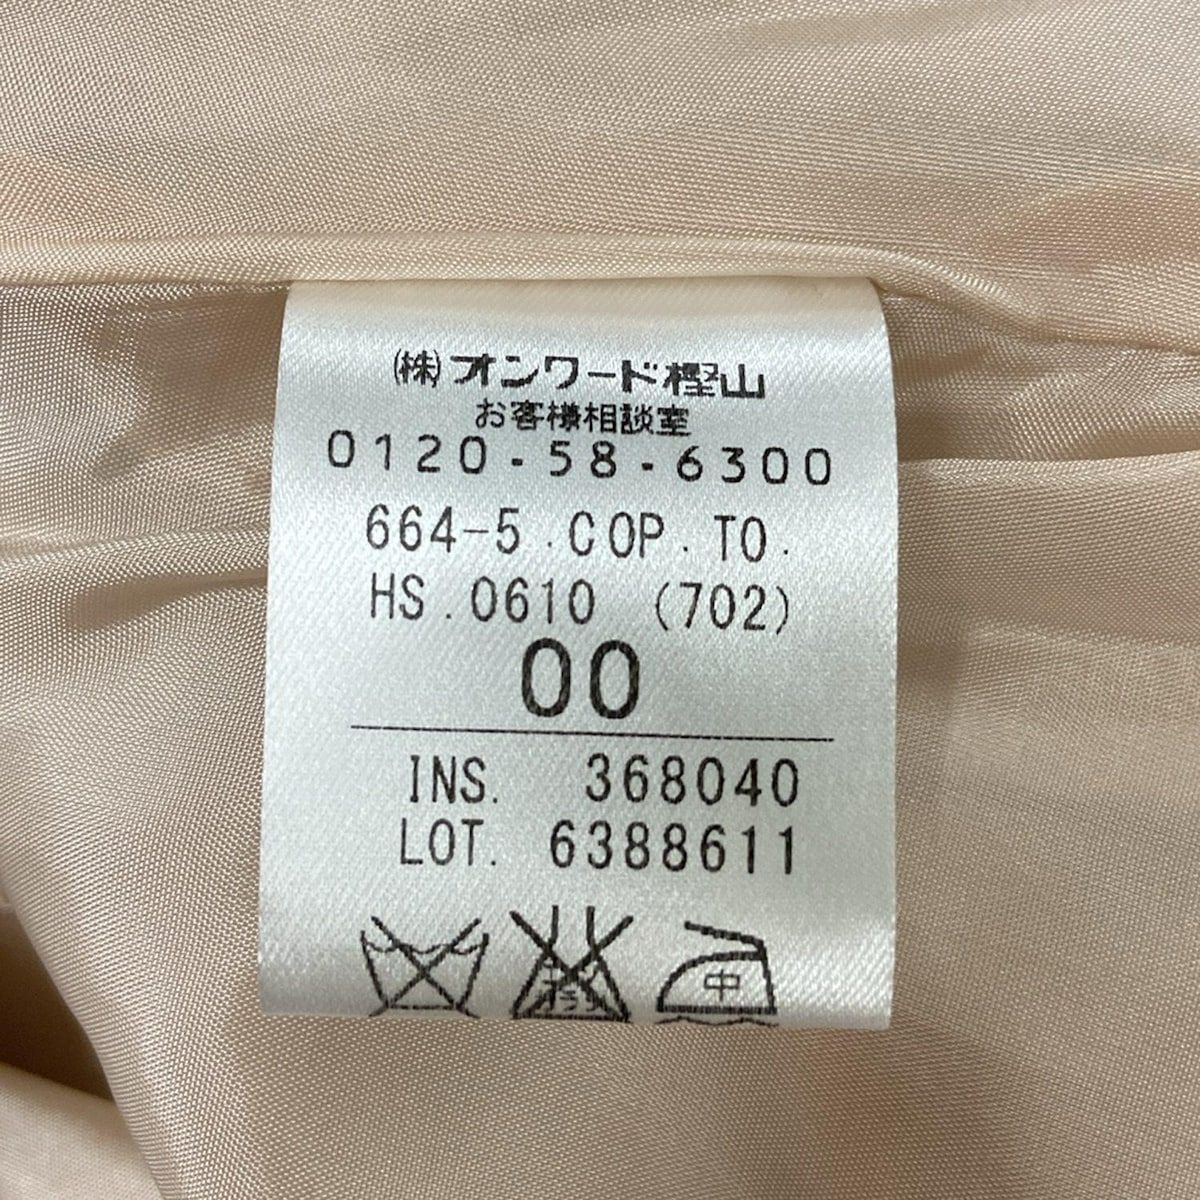 (株)オンワード樫山
お客様相談室
0120-58-6300
664-5.COP.TO.
HS.0610 (702)
00
INS. 368040
LOT. 6388611
中